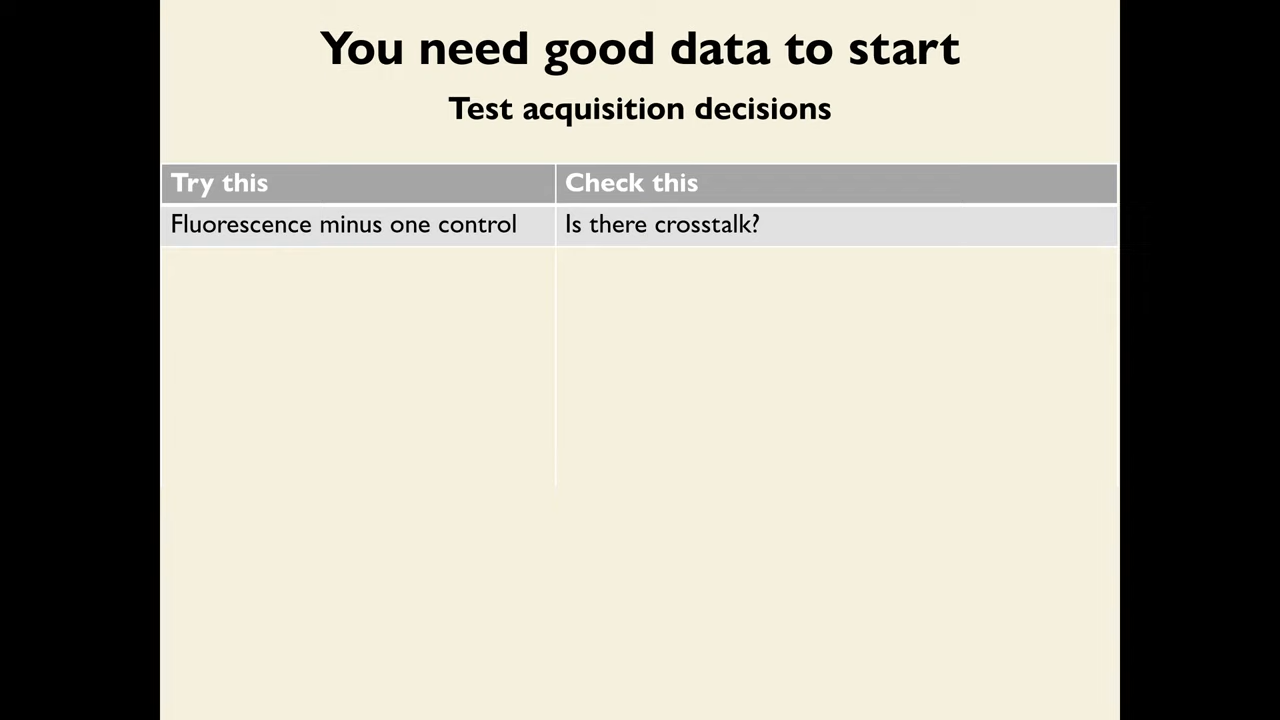 You need good data to start
Test acquisition decisions
Try this
Check this
Fluorescence minus one control
Is there crosstalk?